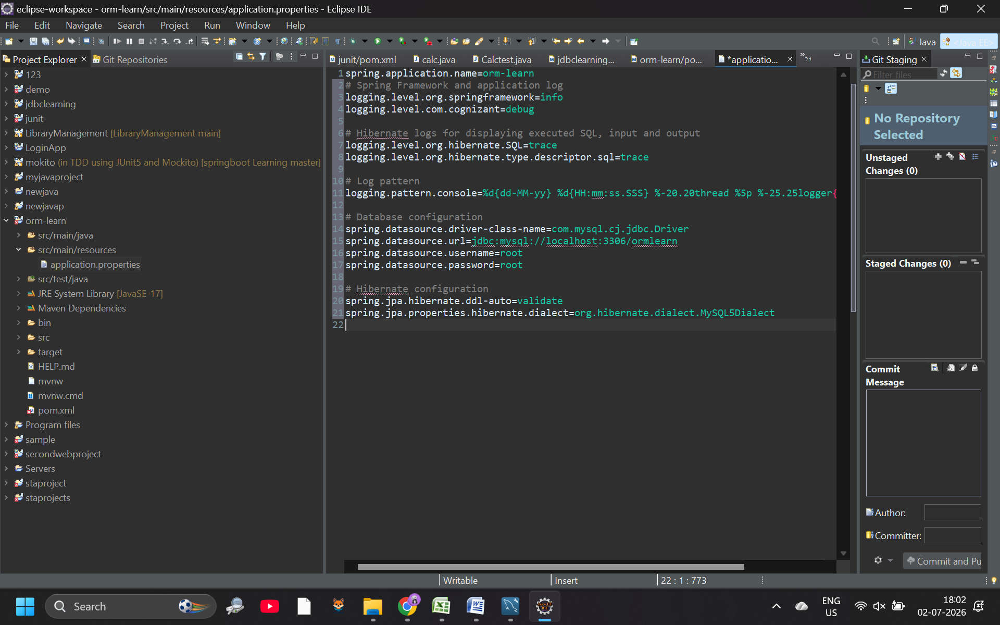 eclipse-workspace - orm-learn/src/main/resources/application.properties - Eclipse IDE
File Edit Navigate Search Project Run Window Help
Java <Java EE>
Project Explorer Git Repositories
123
demo
jdbclearning
junit
LibraryManagement [LibraryManagement main]
LoginApp
mokito (in TDD using JUnit5 and Mockito) [springboot Learning master]
myjavaproject
newjava
newjavap
orm-learn
src/main/java
src/main/resources
application.properties
src/test/java
JRE System Library [JavaSE-17]
Maven Dependencies
bin
src
target
HELP.md
mvnw
mvnw.cmd
pom.xml
Program files
sample
secondwebproject
Servers
staproject
staprojects
junit/pom.xml calc.java Calctest.java jdbclearning... orm-learn/po... *applicatio... »21
1 spring.application.name=orm-learn
2 # Spring Framework and application log
3 logging.level.org.springframework=info
4 logging.level.com.cognizant=debug
5
6 # Hibernate logs for displaying executed SQL, input and output
7 logging.level.org.hibernate.SQL=trace
8 logging.level.org.hibernate.type.descriptor.sql=trace
9
10 # Log pattern
11 logging.pattern.console=%d{dd-MM-yy} %d{HH:mm:ss.SSS} %-20.20thread %5p %-25.25logger{
12
13 # Database configuration
14 spring.datasource.driver-class-name=com.mysql.cj.jdbc.Driver
15 spring.datasource.url=jdbc:mysql://localhost:3306/ormlearn
16 spring.datasource.username=root
17 spring.datasource.password=root
18
19 # Hibernate configuration
20 spring.jpa.hibernate.ddl-auto=validate
21 spring.jpa.properties.hibernate.dialect=org.hibernate.dialect.MySQL5Dialect
22
Git Staging
Filter files
No Repository
Selected
Unstaged
Changes (0)
Staged Changes (0)
Commit
Message
Author:
Committer:
Commit and Pu
Writable Insert 22 : 1 : 773
Search
ENG
US
18:02
02-07-2026